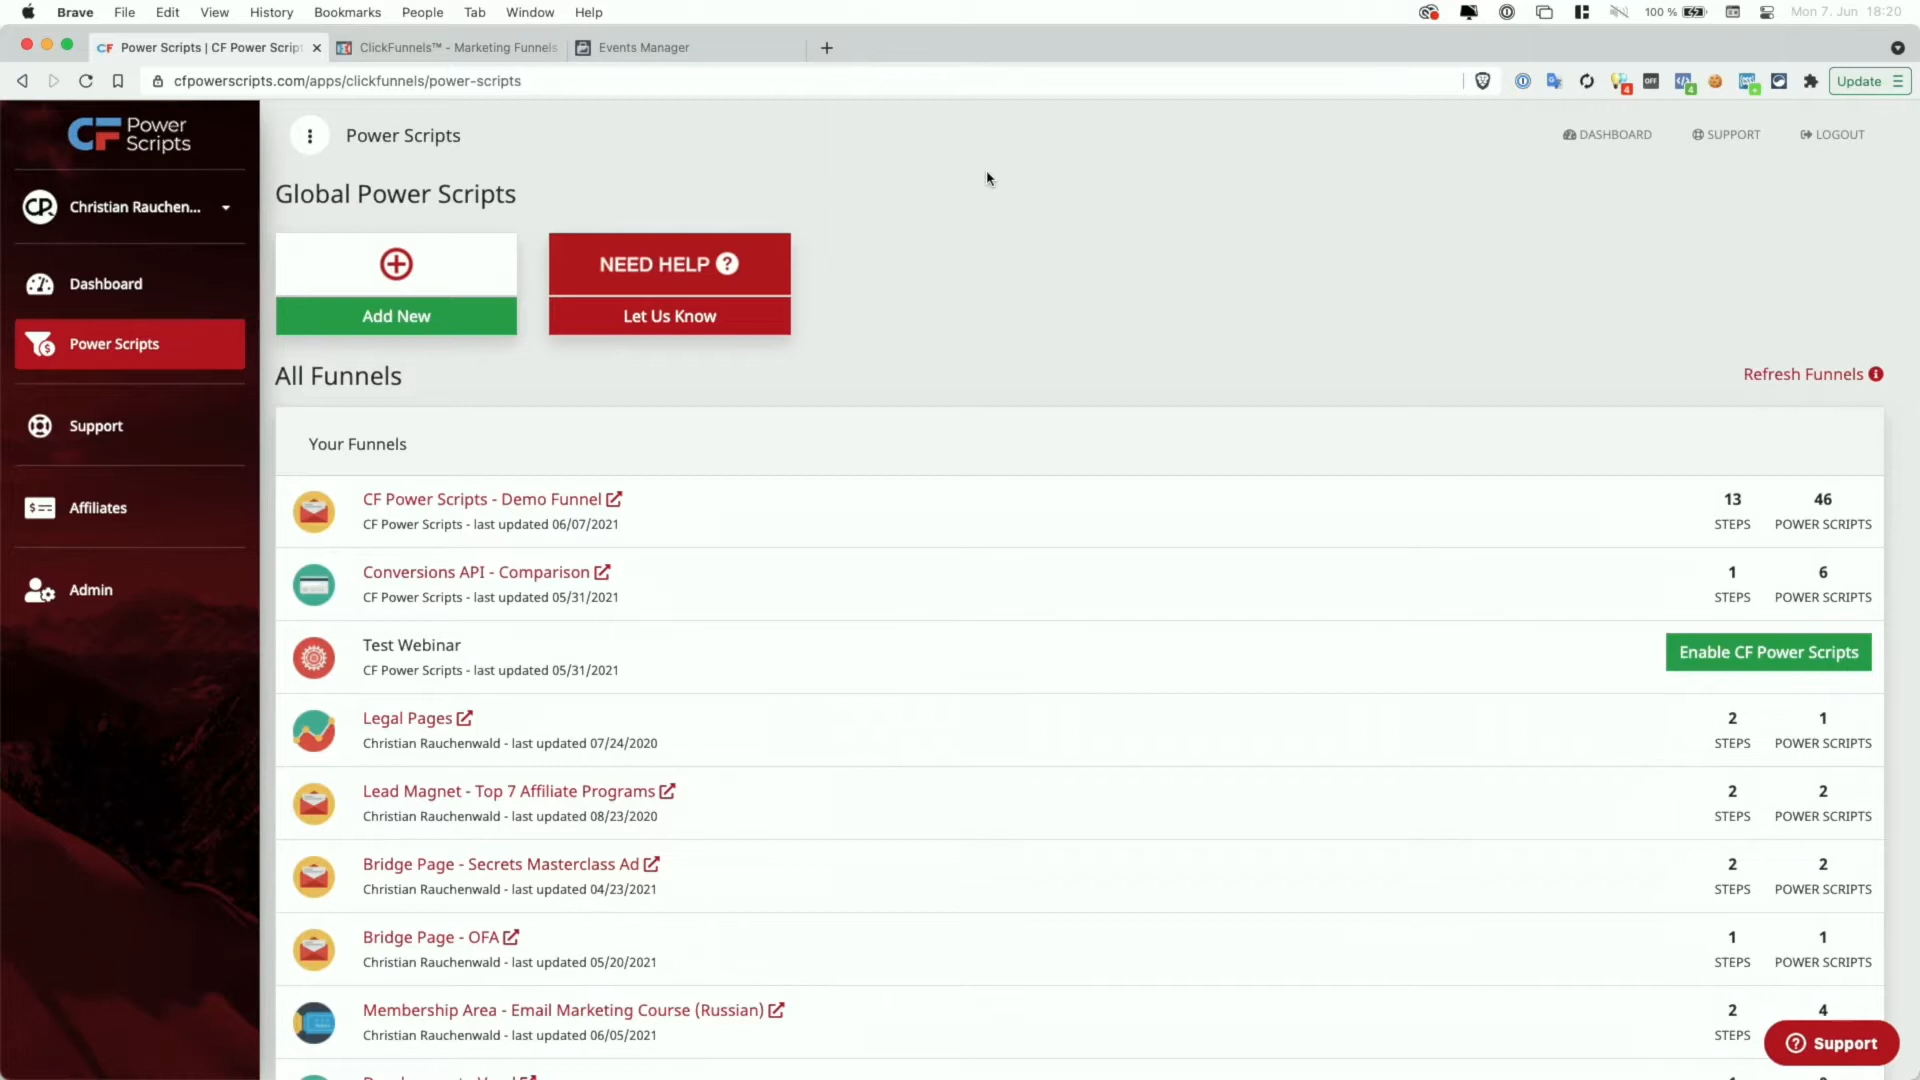 Brave File Edit View History Bookmarks People Tab Window Help 100 % Mon 7. Jun 18:20
CF Power Scripts | CF Power Script ClickFunnels™ - Marketing Funnels Events Manager
cfpowerscripts.com/apps/clickfunnels/power-scripts Update
CF Power Scripts
Power Scripts
DASHBOARD SUPPORT LOGOUT
Christian Rauchen...
Dashboard
Power Scripts
Support
Affiliates
Admin
Global Power Scripts
NEED HELP ?
Add New
Let Us Know
All Funnels
Refresh Funnels
Your Funnels
CF Power Scripts - Demo Funnel
CF Power Scripts - last updated 06/07/2021
13 46
STEPS POWER SCRIPTS
Conversions API - Comparison
CF Power Scripts - last updated 05/31/2021
1 6
STEPS POWER SCRIPTS
Test Webinar
CF Power Scripts - last updated 05/31/2021
Enable CF Power Scripts
Legal Pages
Christian Rauchenwald - last updated 07/24/2020
2 1
STEPS POWER SCRIPTS
Lead Magnet - Top 7 Affiliate Programs
Christian Rauchenwald - last updated 08/23/2020
2 2
STEPS POWER SCRIPTS
Bridge Page - Secrets Masterclass Ad
Christian Rauchenwald - last updated 04/23/2021
2 2
STEPS POWER SCRIPTS
Bridge Page - OFA
Christian Rauchenwald - last updated 05/20/2021
1 1
STEPS POWER SCRIPTS
Membership Area - Email Marketing Course (Russian)
Christian Rauchenwald - last updated 06/05/2021
2 4
STEPS
Support